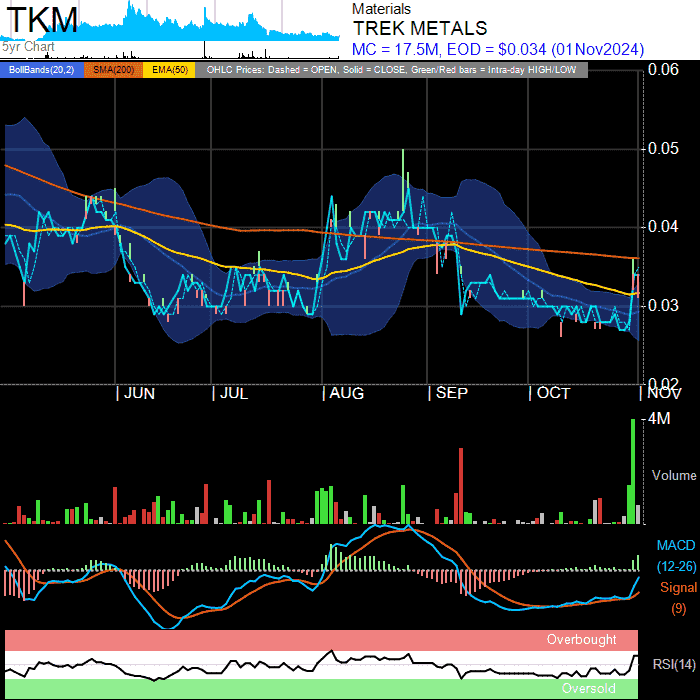 TKM
5yr Chart
Materials
TREK METALS
MC = 17.5M, EOD = $0.034 (01Nov2024)
BollBands(20,2) SMA(200) EMA(50) OHLC Prices: Dashed = OPEN, Solid = CLOSE, Green/Red bars = Intra-day HIGH/LOW
0.06
0.05
0.04
0.03
0.02
JUN JUL AUG SEP OCT NOV
4M
Volume
MACD
(12-26)
Signal
(9)
Overbought
RSI(14)
Oversold